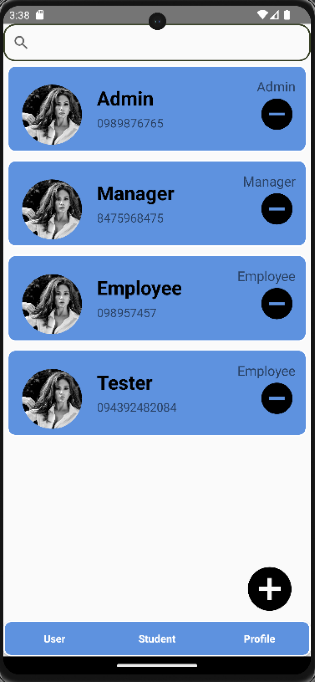 3:38
Admin
Admin
0989876765
Manager
Manager
8475968475
Employee
Employee
098957457
Employee
Tester
094392482084
User Student Profile